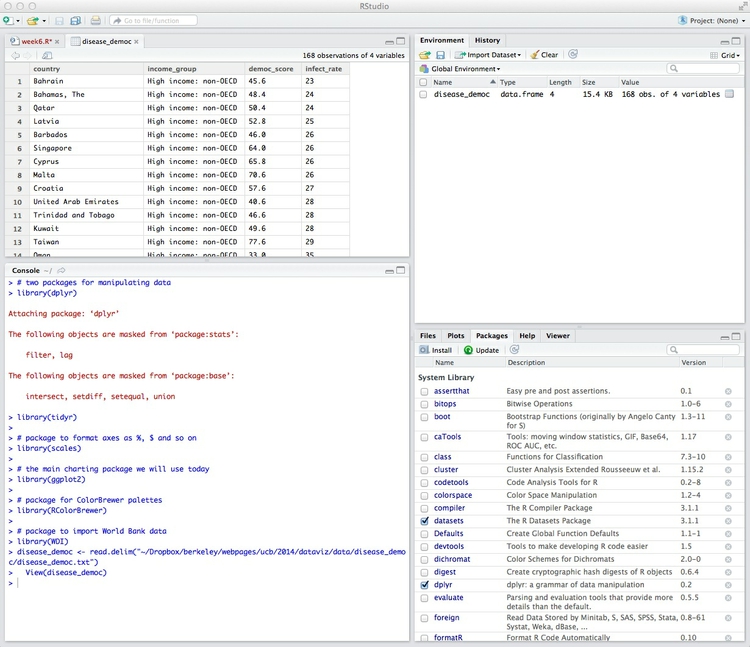 RStudio
Go to file/function
Project: (None)
week6.R*
disease_democ
168 observations of 4 variables
country income_group democ_score infect_rate
1 Bahrain High income: non-OECD 45.6 23
2 Bahamas, The High income: non-OECD 48.4 24
3 Qatar High income: non-OECD 50.4 24
4 Latvia High income: non-OECD 52.8 25
5 Barbados High income: non-OECD 46.0 26
6 Singapore High income: non-OECD 64.0 26
7 Cyprus High income: non-OECD 65.8 26
8 Malta High income: non-OECD 70.6 26
9 Croatia High income: non-OECD 57.6 27
10 United Arab Emirates High income: non-OECD 40.6 28
11 Trinidad and Tobago High income: non-OECD 46.6 28
12 Kuwait High income: non-OECD 49.6 28
13 Taiwan High income: non-OECD 77.6 29
14 Oman High income: non-OECD 33.0 35
Console ~/
> # two packages for manipulating data
> library(dplyr)
Attaching package: ‘dplyr’
The following objects are masked from ‘package:stats’:
filter, lag
The following objects are masked from ‘package:base’:
intersect, setdiff, setequal, union
> library(tidyr)
>
> # package to format axes as %, $ and so on
> library(scales)
>
> # the main charting package we will use today
> library(ggplot2)
>
> # package for ColorBrewer palettes
> library(RColorBrewer)
>
> # package to import World Bank data
> library(WDI)
> disease_democ <- read.delim("~/Dropbox/berkeley/webpages/ucb/2014/dataviz/data/disease_demo
c/disease_democ.txt")
> View(disease_democ)
>
Environment History
Import Dataset Clear Grid
Global Environment
Name Type Length Size Value
disease_democ data.frame 4 15.4 KB 168 obs. of 4 variables
Files Plots Packages Help Viewer
Install Update
Name Description Version
System Library
assertthat Easy pre and post assertions. 0.1
bitops Bitwise Operations 1.0-6
boot Bootstrap Functions (originally by Angelo Canty for S) 1.3-11
caTools Tools: moving window statistics, GIF, Base64, ROC AUC, etc. 1.17
class Functions for Classification 7.3-10
cluster Cluster Analysis Extended Rousseeuw et al. 1.15.2
codetools Code Analysis Tools for R 0.2-8
colorspace Color Space Manipulation 1.2-4
compiler The R Compiler Package 3.1.1
datasets The R Datasets Package 3.1.1
Defaults Create Global Function Defaults 1.1-1
devtools Tools to make developing R code easier 1.5
dichromat Color Schemes for Dichromats 2.0-0
digest Create cryptographic hash digests of R objects 0.6.4
dplyr dplyr: a grammar of data manipulation 0.2
evaluate Parsing and evaluation tools that provide more details than the default. 0.5.5
foreign Read Data Stored by Minitab, S, SAS, SPSS, Stata, Systat, Weka, dBase, ... 0.8-61
formatR Format R Code Automatically 0.10